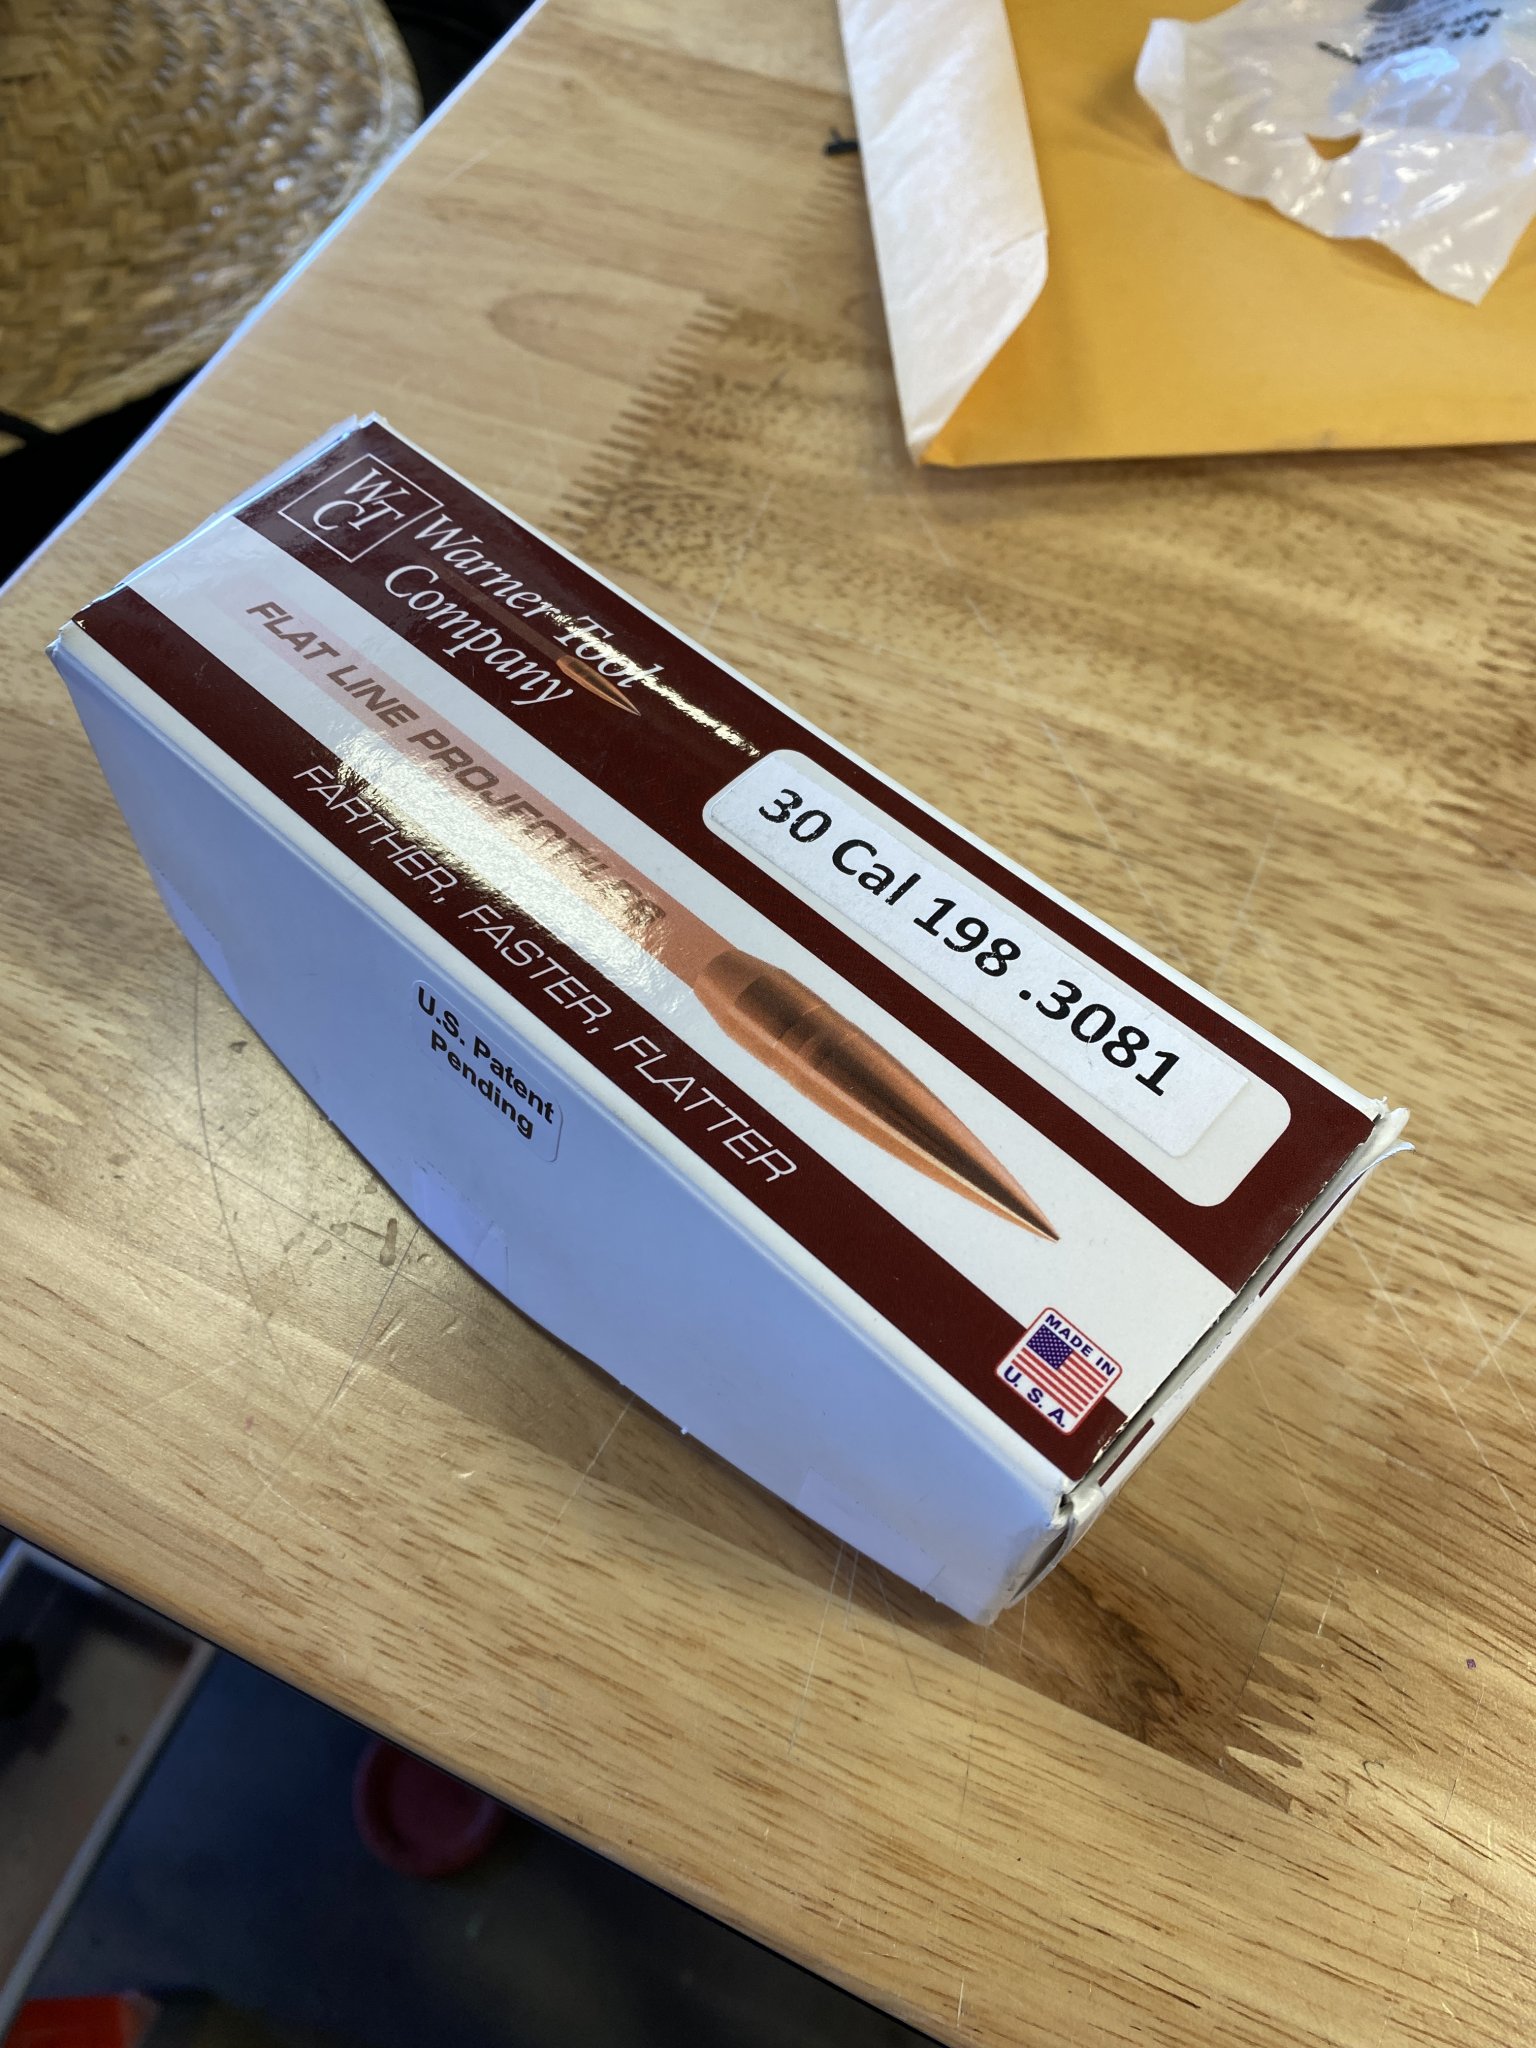 WTC
Warner Tool
Company
30 Cal 198 .3081
FLAT LINE PROJECTILES
FARTHER, FASTER, FLATTER
MADE IN
U. S. A.
U.S. Patent
Pending